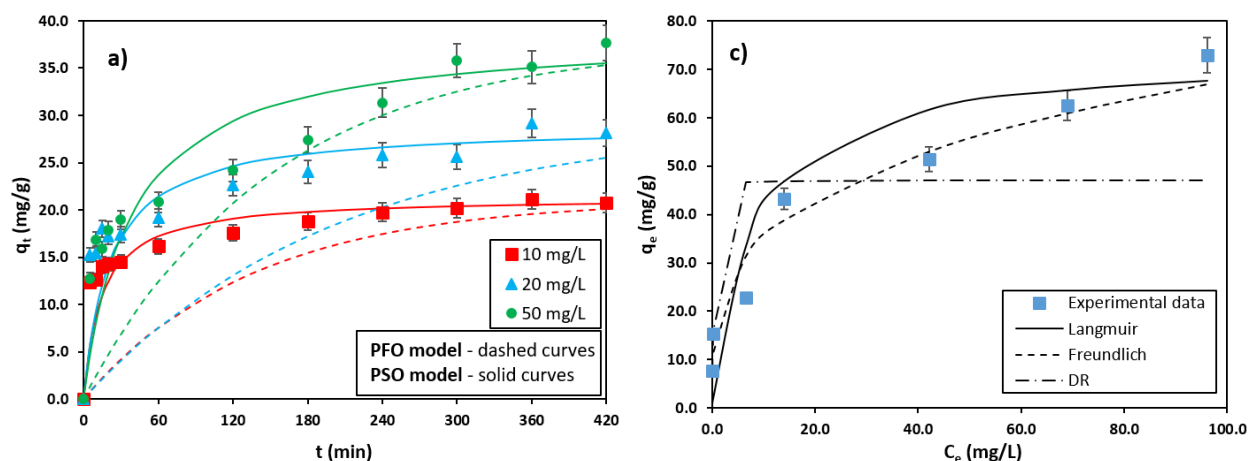 a)
40.0
35.0
30.0
25.0
20.0
15.0
10.0
5.0
0.0
qt (mg/g)
0 60 120 180 240 300 360 420
t (min)
10 mg/L
20 mg/L
50 mg/L
PFO model - dashed curves
PSO model - solid curves
c)
80.0
70.0
60.0
50.0
40.0
30.0
20.0
10.0
0.0
qe (mg/g)
0.0 20.0 40.0 60.0 80.0 100.0
Ce (mg/L)
Experimental data
Langmuir
Freundlich
DR